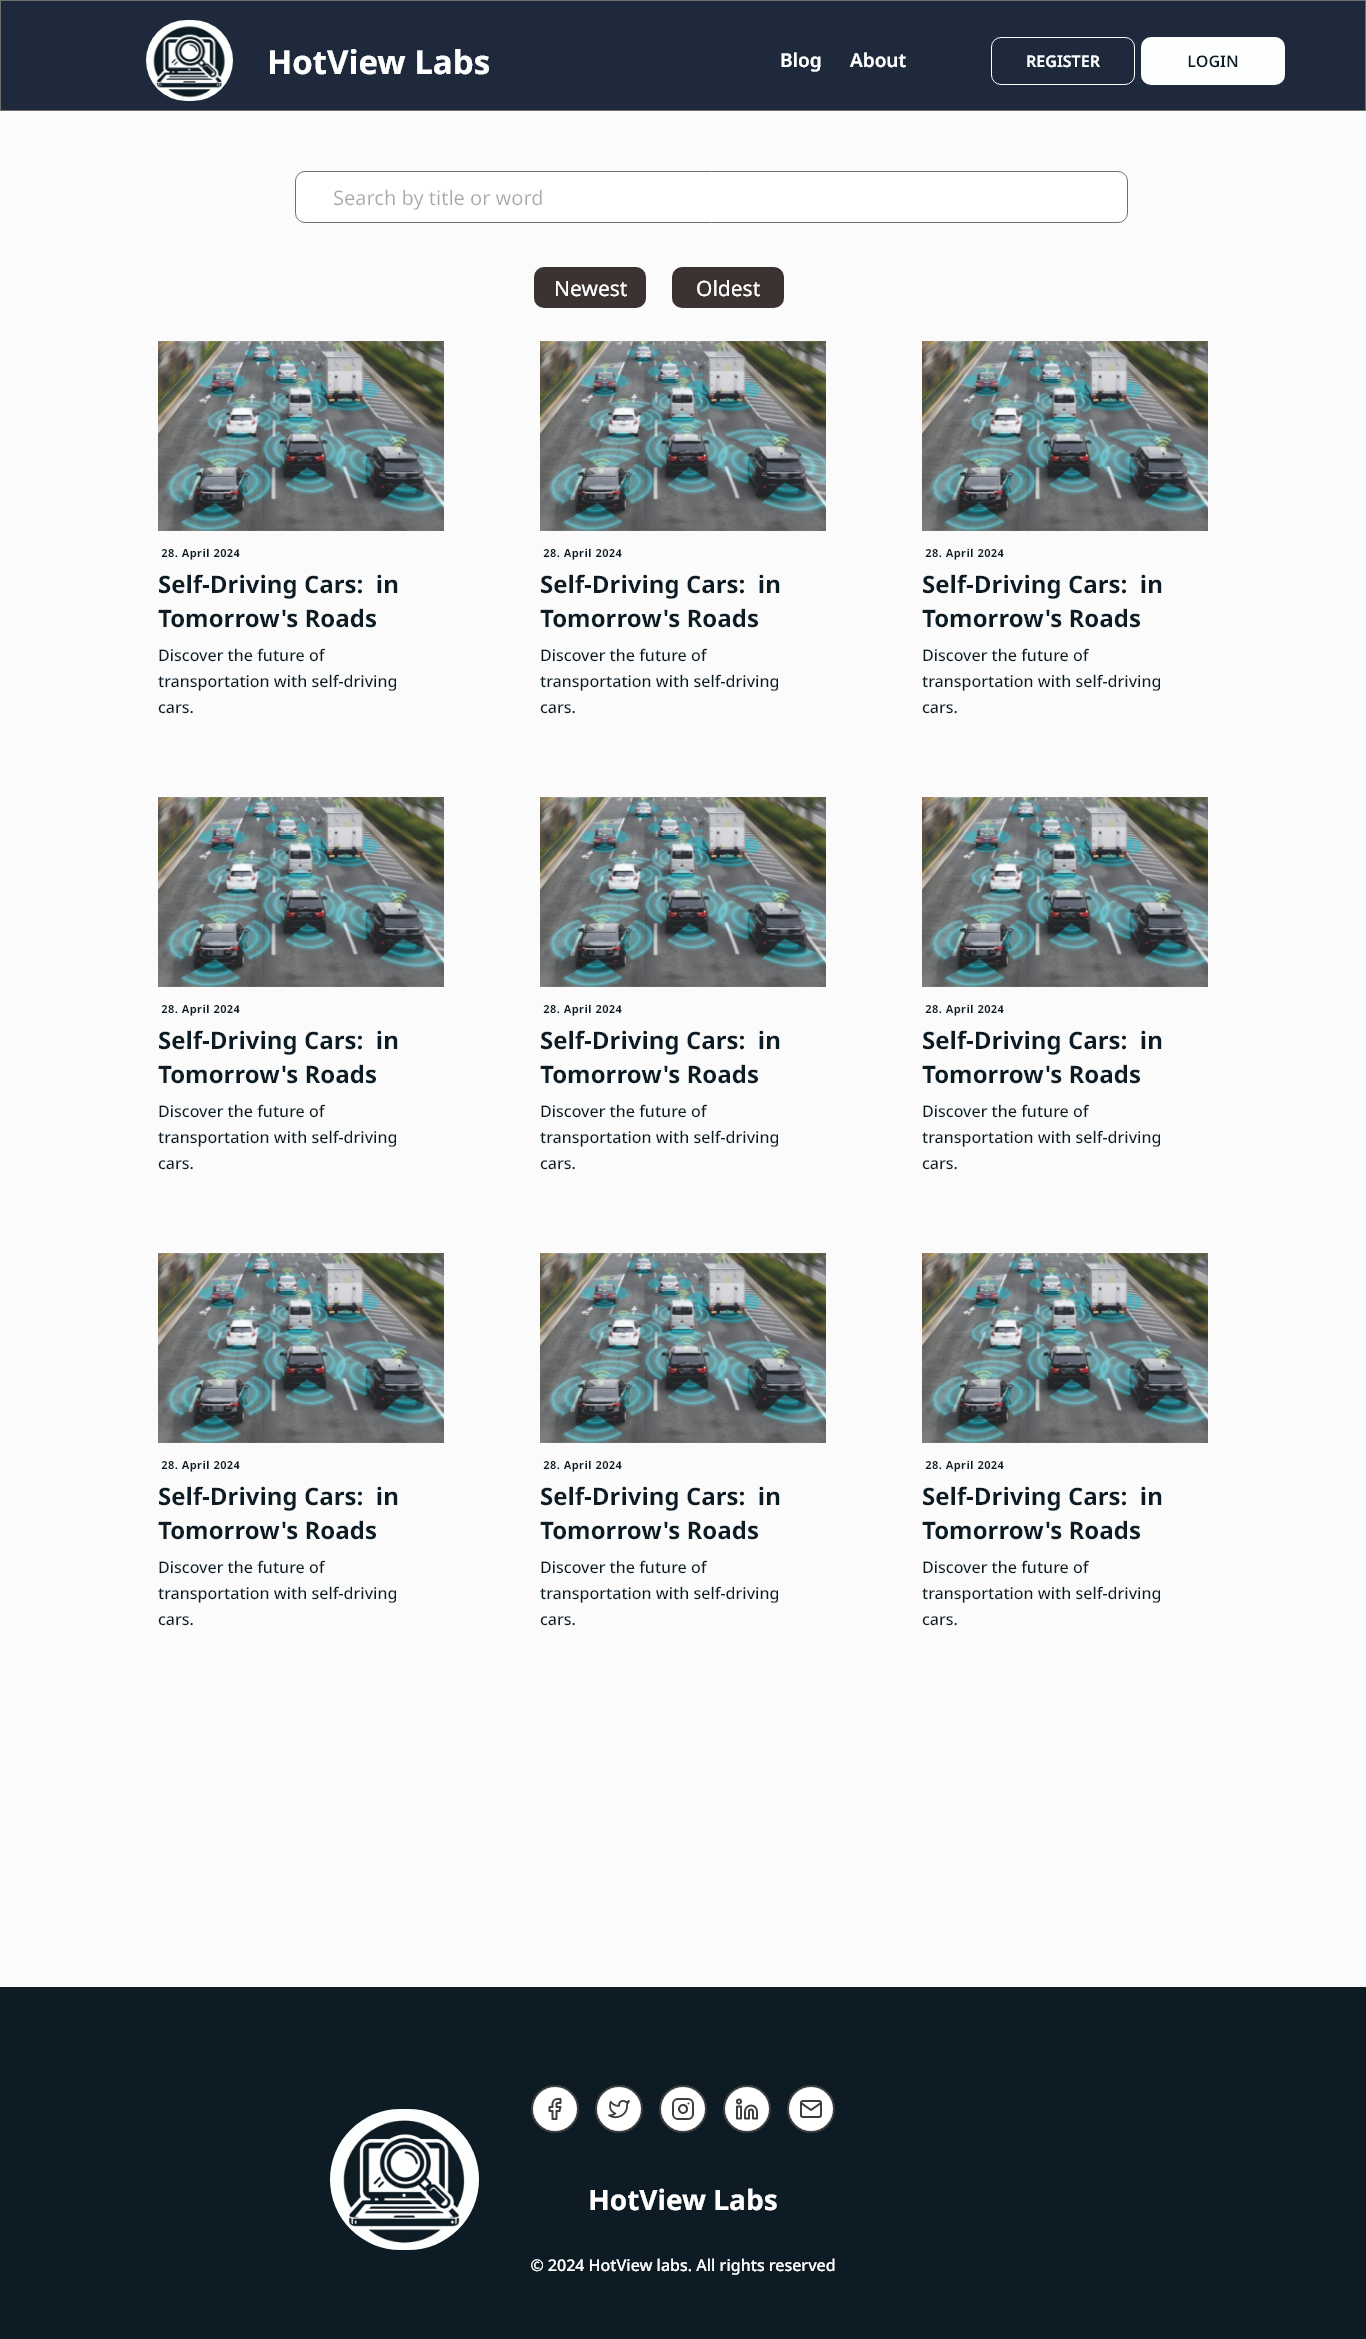 HotView Labs
Blog
About
REGISTER
LOGIN
Search by title or word
Newest
Oldest
28. April 2024
Self-Driving Cars:  in
Tomorrow's Roads
Discover the future of
transportation with self-driving
cars.
28. April 2024
Self-Driving Cars:  in
Tomorrow's Roads
Discover the future of
transportation with self-driving
cars.
28. April 2024
Self-Driving Cars:  in
Tomorrow's Roads
Discover the future of
transportation with self-driving
cars.
28. April 2024
Self-Driving Cars:  in
Tomorrow's Roads
Discover the future of
transportation with self-driving
cars.
28. April 2024
Self-Driving Cars:  in
Tomorrow's Roads
Discover the future of
transportation with self-driving
cars.
28. April 2024
Self-Driving Cars:  in
Tomorrow's Roads
Discover the future of
transportation with self-driving
cars.
28. April 2024
Self-Driving Cars:  in
Tomorrow's Roads
Discover the future of
transportation with self-driving
cars.
28. April 2024
Self-Driving Cars:  in
Tomorrow's Roads
Discover the future of
transportation with self-driving
cars.
28. April 2024
Self-Driving Cars:  in
Tomorrow's Roads
Discover the future of
transportation with self-driving
cars.
HotView Labs
© 2024 HotView labs. All rights reserved